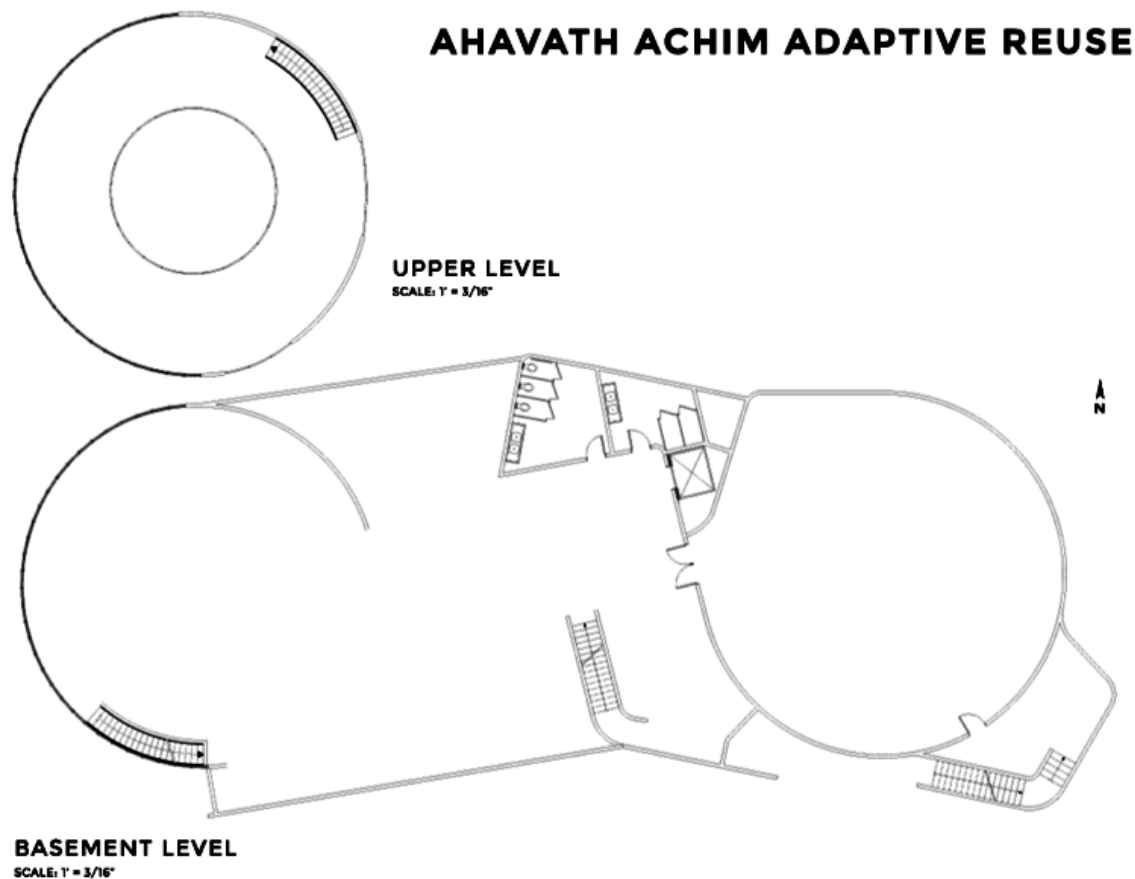 AHAVATH ACHIM ADAPTIVE REUSE
UPPER LEVEL
SCALE: 1' = 3/16"
N
BASEMENT LEVEL
SCALE: 1' = 3/16"